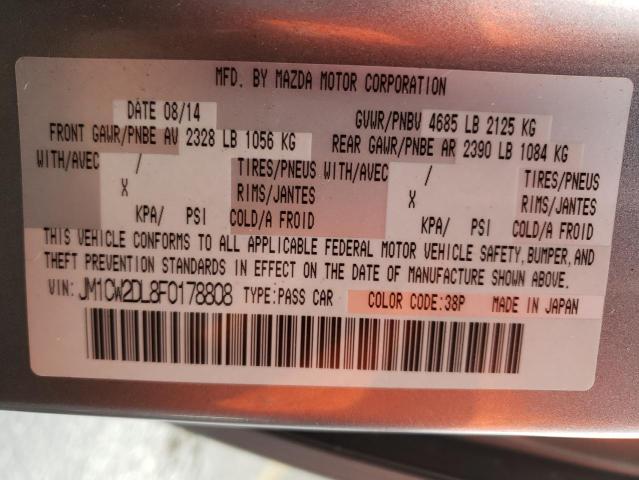 MFD. BY MAZDA MOTOR CORPORATION
DATE 08/14 GVWR/PNBV 4685 LB 2125 KG
FRONT GAWR/PNBE AV 2328 LB 1056 KG REAR GAWR/PNBE AR 2390 LB 1084 KG
WITH/AVEC / TIRES/PNEUS WITH/AVEC / TIRES/PNEUS
X RIMS/JANTES X RIMS/JANTES
KPA/ PSI COLD/A FROID KPA/ PSI COLD/A FROID
THIS VEHICLE CONFORMS TO ALL APPLICABLE FEDERAL MOTOR VEHICLE SAFETY, BUMPER, AND
THEFT PREVENTION STANDARDS IN EFFECT ON THE DATE OF MANUFACTURE SHOWN ABOVE.
VIN: JM1CW2DL8F0178808 TYPE:PASS CAR COLOR CODE:38P MADE IN JAPAN